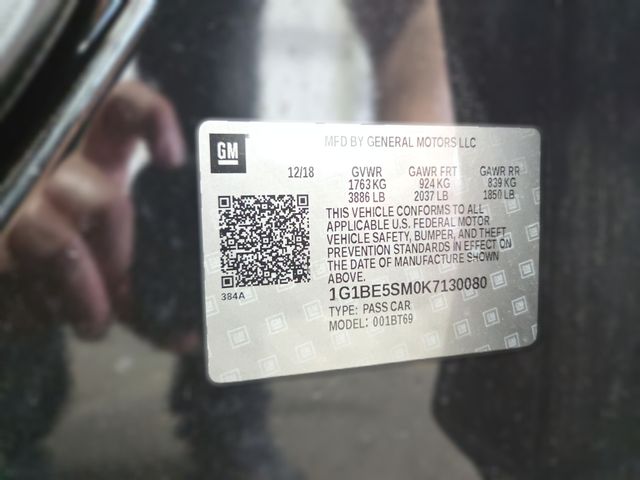 GM
MFD BY GENERAL MOTORS LLC
12/18 GVWR GAWR FRT GAWR RR
1763 KG 924 KG 839 KG
3886 LB 2037 LB 1850 LB
THIS VEHICLE CONFORMS TO ALL
APPLICABLE U.S. FEDERAL MOTOR
VEHICLE SAFETY, BUMPER, AND THEFT
PREVENTION STANDARDS IN EFFECT ON
THE DATE OF MANUFACTURE SHOWN
ABOVE.
384A
1G1BE5SM0K7130080
TYPE: PASS CAR
MODEL: 001BT69